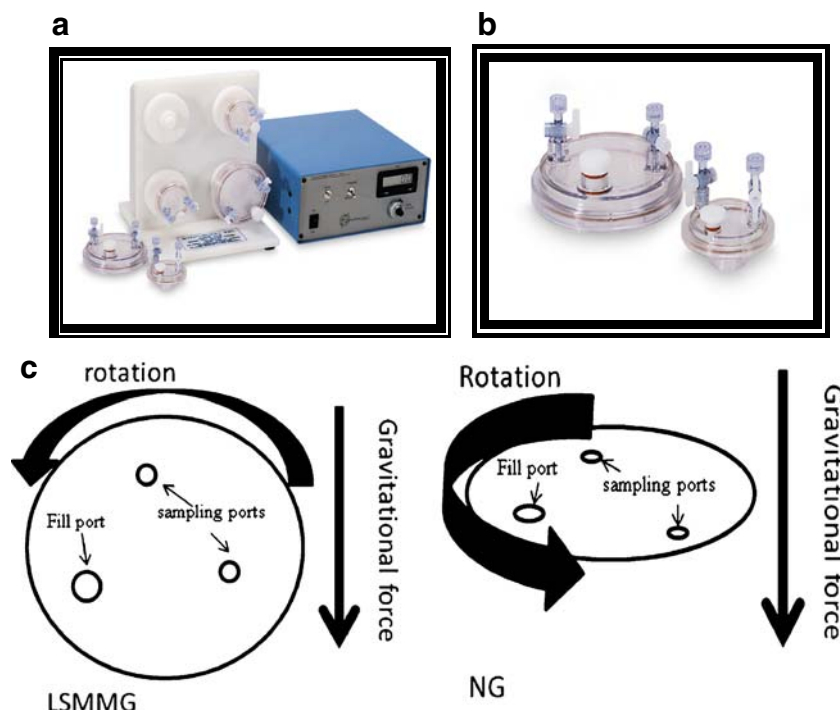 a
b
c
rotation
Fill port
sampling ports
Gravitational force
LSMMG
Rotation
Fill port
sampling ports
Gravitational force
NG